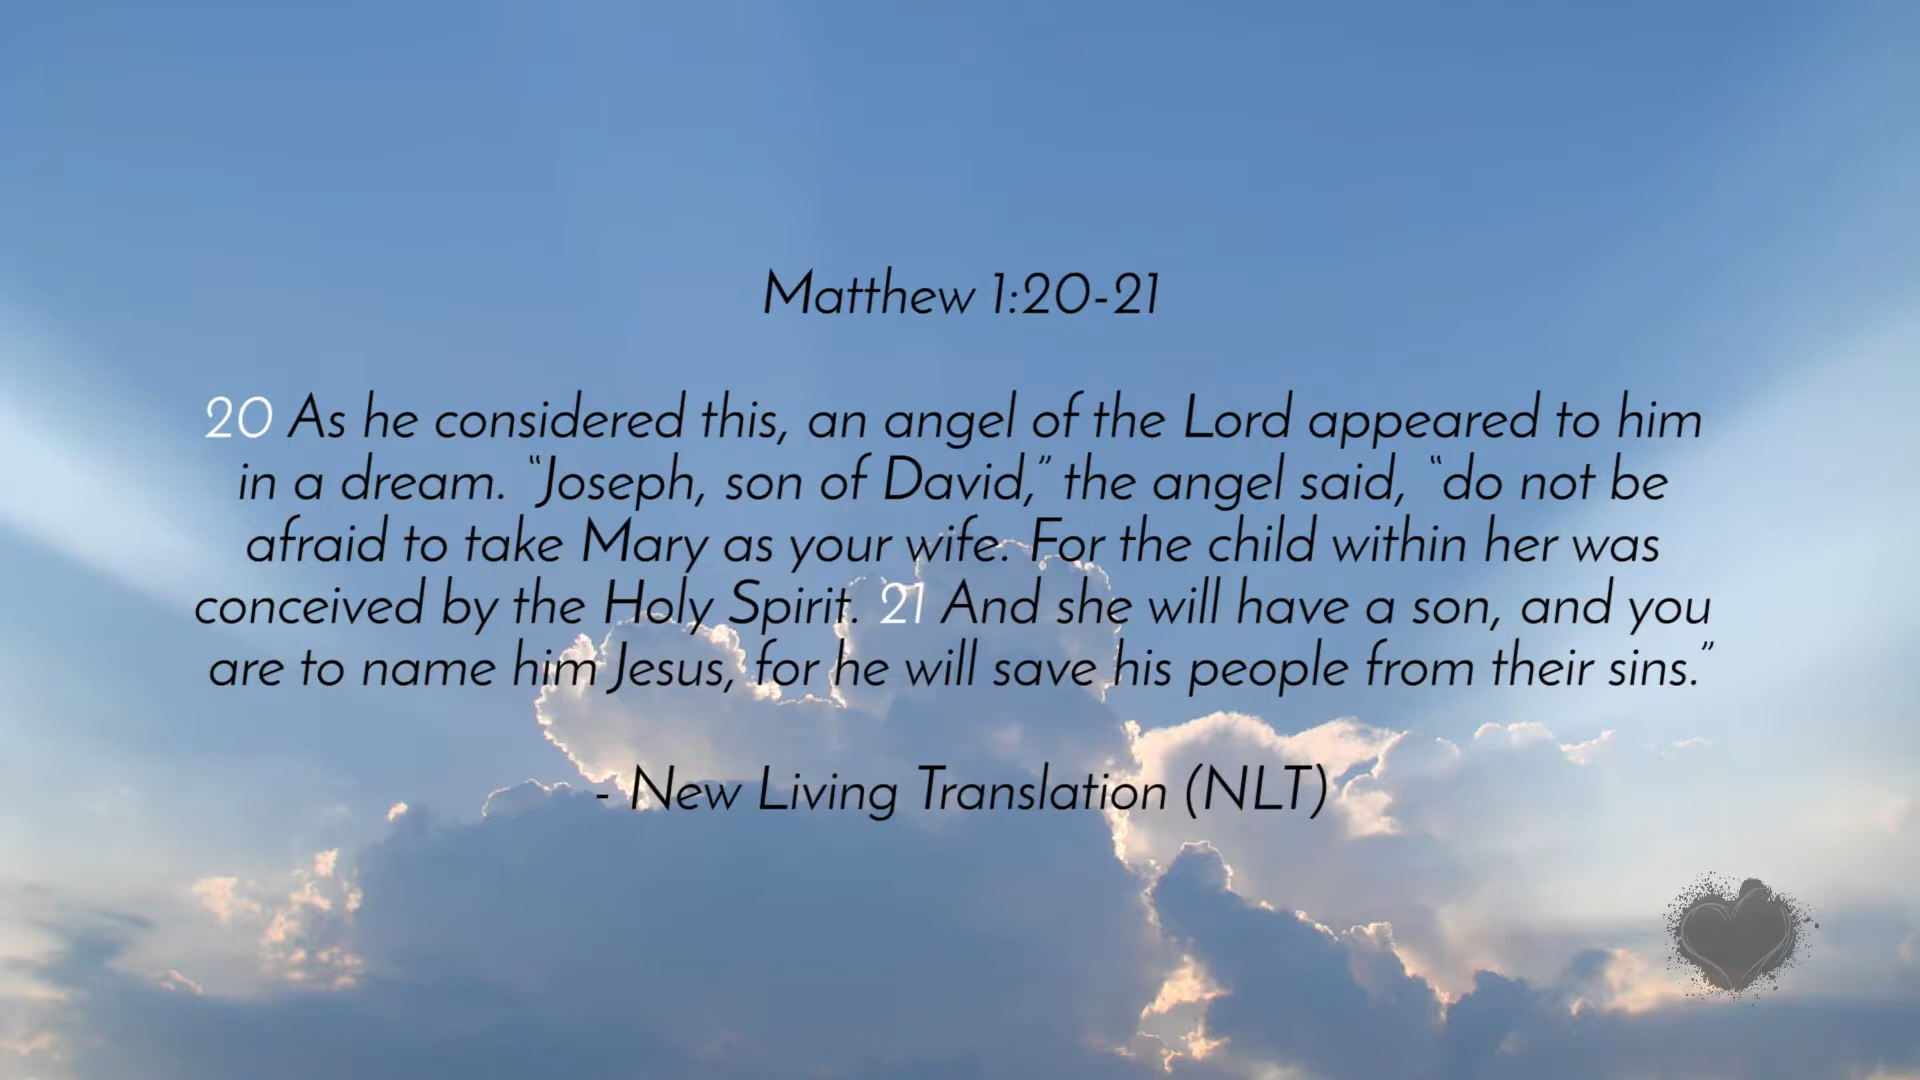 Matthew 1:20-21
20 As he considered this, an angel of the Lord appeared to him
in a dream. “Joseph, son of David,” the angel said, “do not be
afraid to take Mary as your wife. For the child within her was
conceived by the Holy Spirit. 21 And she will have a son, and you
are to name him Jesus, for he will save his people from their sins.”
- New Living Translation (NLT)